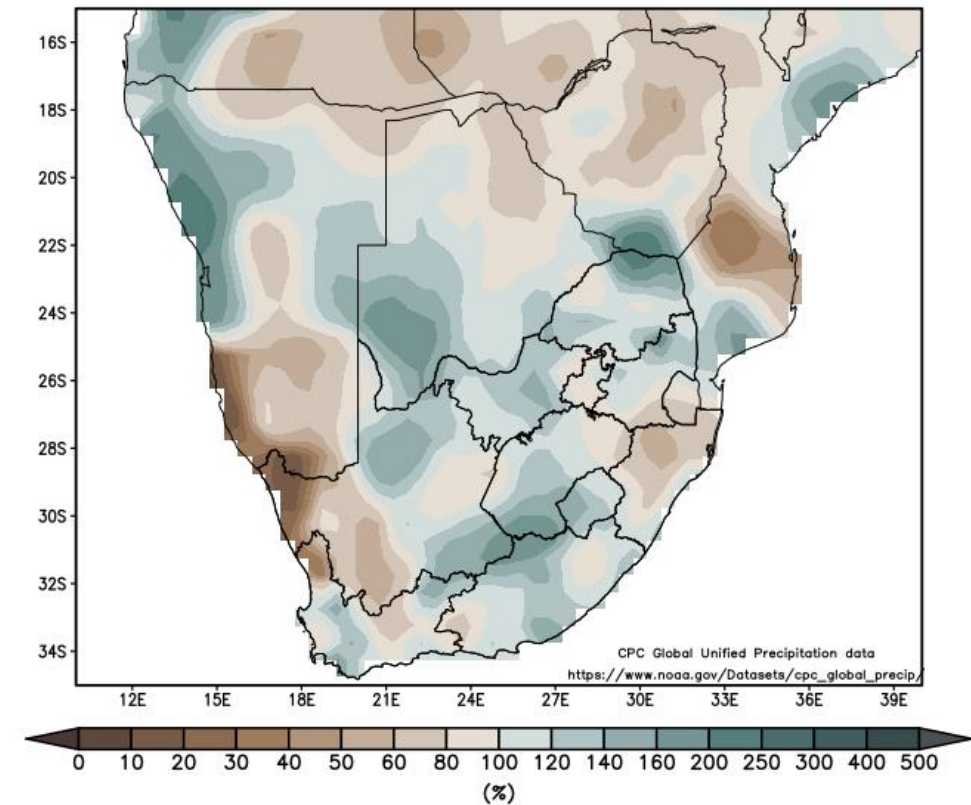 16S
18S
20S
22S
24S
26S
28S
30S
32S
34S
CPC Global Unified Precipitation data
https://www.noaa.gov/Datasets/cpc_global_precip/
12E 15E 18E 21E 24E 27E 30E 33E 36E 39E
0 10 20 30 40 50 60 80 100 120 140 160 200 250 300 400 500
(%)